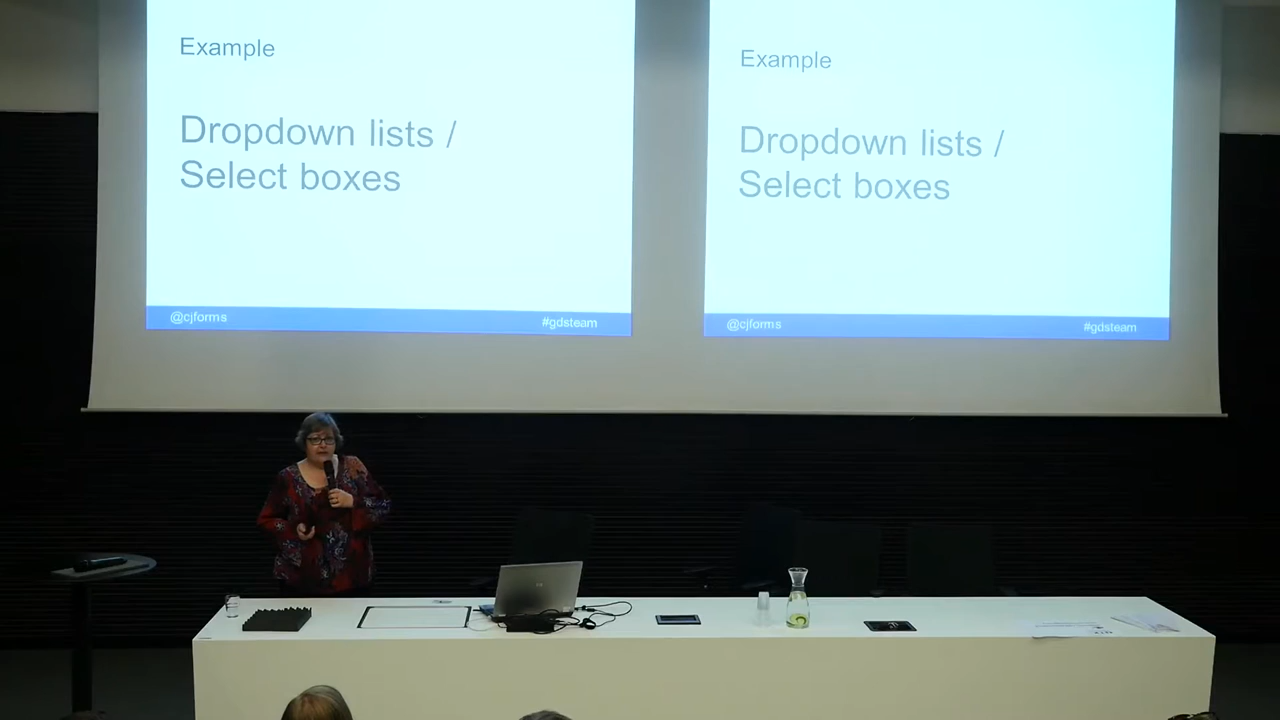 Example
Dropdown lists /
Select boxes
@cjforms
#gdsteam
Example
Dropdown lists /
Select boxes
@cjforms
#gdsteam